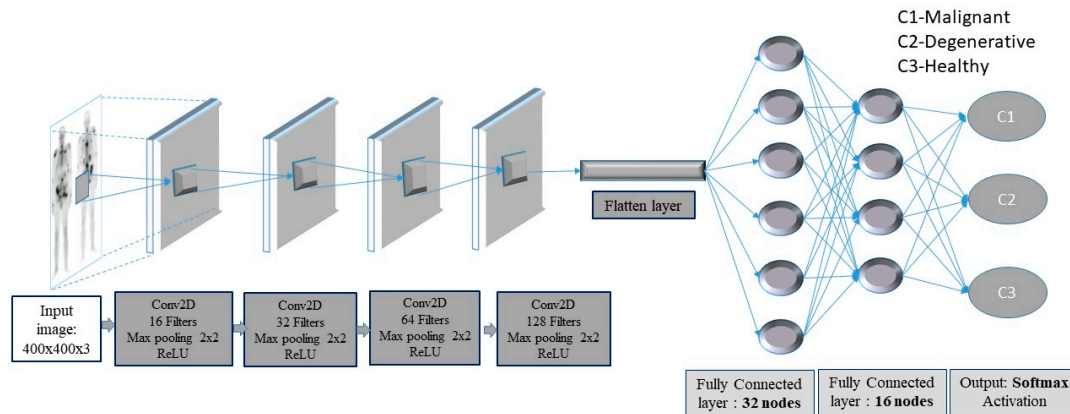 C1-Malignant
C2-Degenerative
C3-Healthy
C1
C2
C3
Flatten layer
Input
image:
400x400x3
Conv2D
16 Filters
Max pooling 2x2
ReLU
Conv2D
32 Filters
Max pooling 2x2
ReLU
Conv2D
64 Filters
Max pooling 2x2
ReLU
Conv2D
128 Filters
Max pooling 2x2
ReLU
Fully Connected
layer : 32 nodes
Fully Connected
layer : 16 nodes
Output: Softmax
Activation